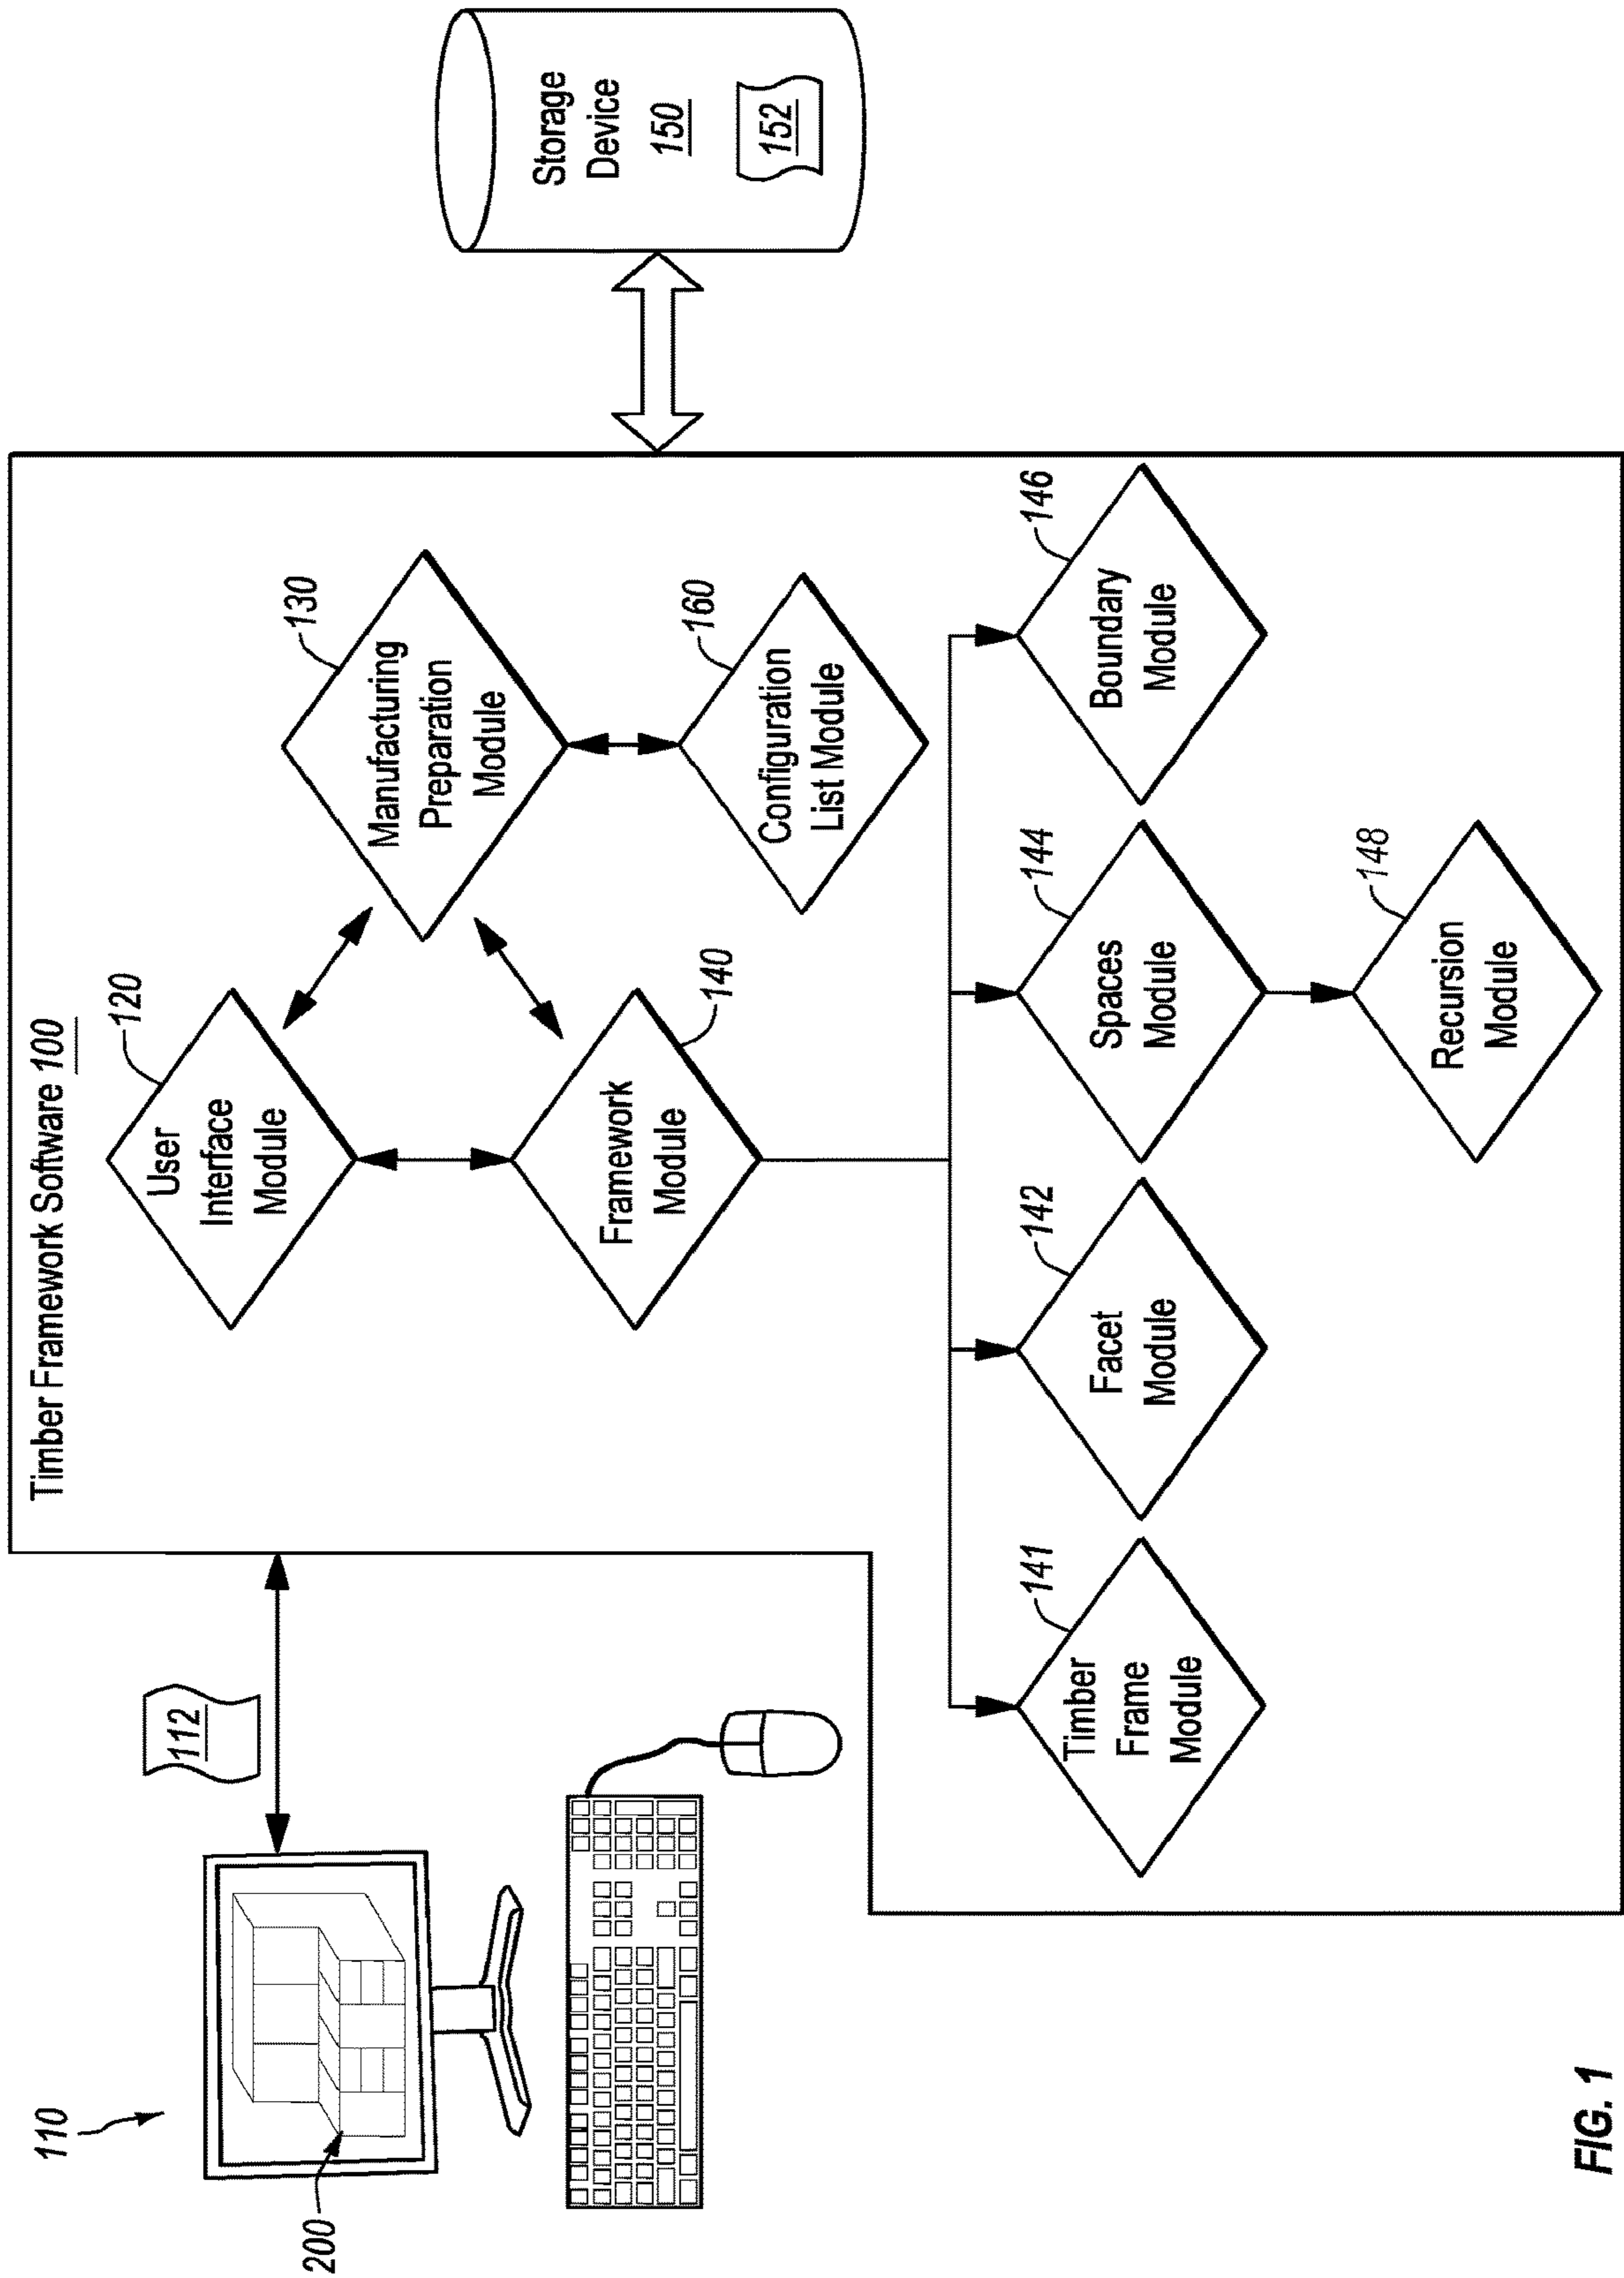 110
200
112
Timber Framework Software 100
120
User
Interface
Module
130
Manufacturing
Preparation
Module
140
Framework
Module
160
Configuration
List Module
141
Timber
Frame
Module
142
Facet
Module
144
Spaces
Module
146
Boundary
Module
148
Recursion
Module
Storage
Device
150
152
FIG. 1